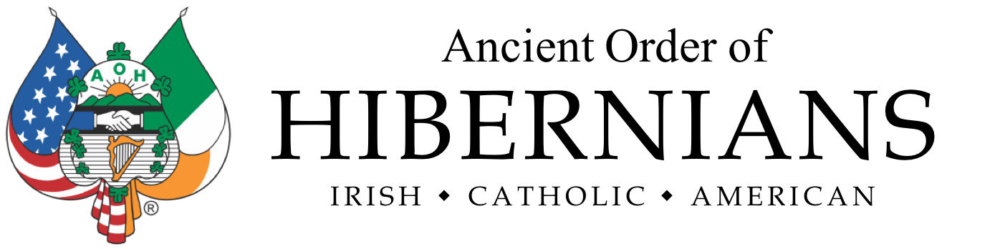 AOH
®
Ancient Order of
HIBERNIANS
IRISH ◆ CATHOLIC ◆ AMERICAN